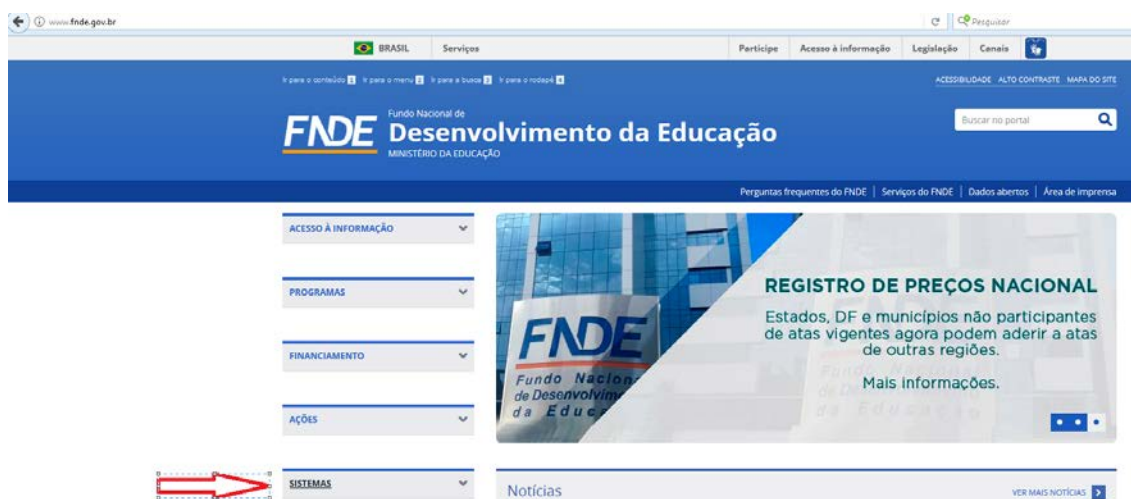 www.fnde.gov.br
Pesquisar
BRASIL Serviços Participe Acesso à informação Legislação Canais
Ir para o conteúdo 1 Ir para o menu 2 Ir para a busca 3 Ir para o rodapé 4
ACESSIBILIDADE ALTO CONTRASTE MAPA DO SITE
FNDE
Fundo Nacional de
Desenvolvimento da Educação
MINISTÉRIO DA EDUCAÇÃO
Buscar no portal
Perguntas frequentes do FNDE | Serviços do FNDE | Dados abertos | Área de imprensa
ACESSO À INFORMAÇÃO
PROGRAMAS
FINANCIAMENTO
AÇÕES
SISTEMAS
FNDE
Fundo Nacion
de Desenvolvim
da Educ
REGISTRO DE PREÇOS NACIONAL
Estados, DF e municípios não participantes
de atas vigentes agora podem aderir a atas
de outras regiões.
Mais informações.
Notícias
VER MAIS NOTÍCIAS